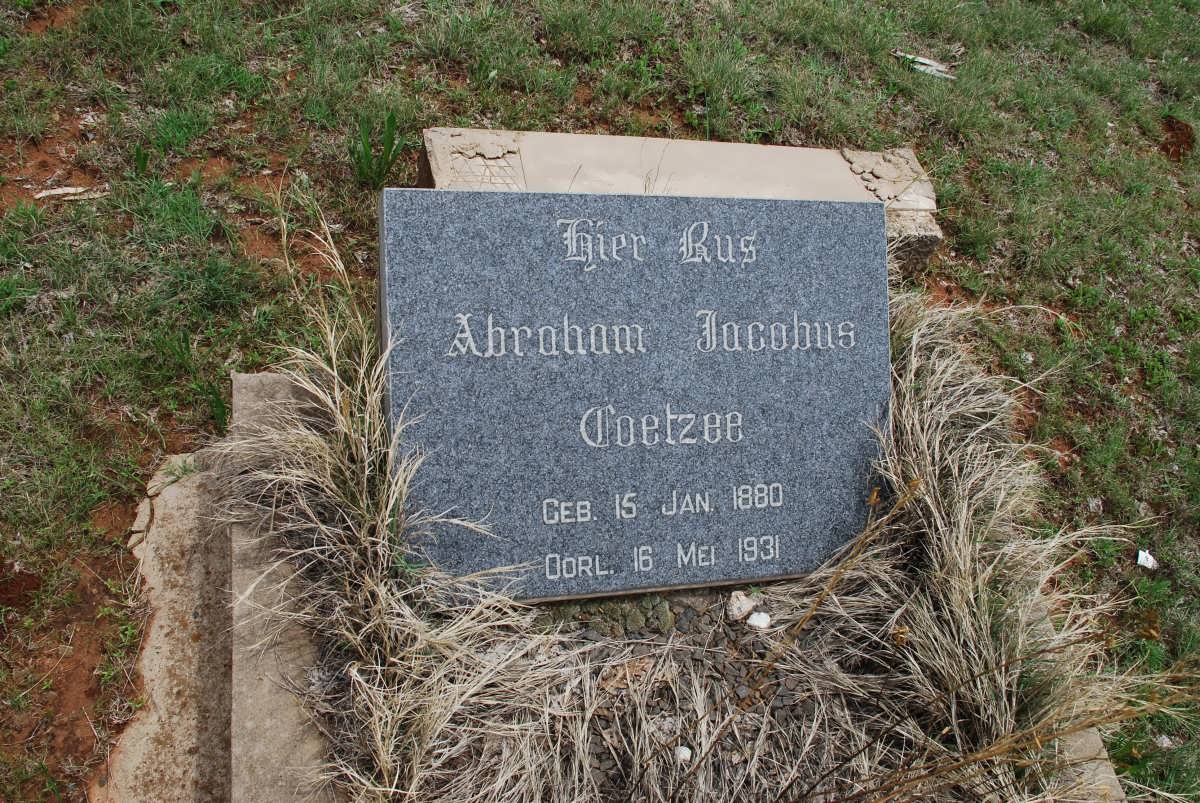 Hier Rus
Abraham Jacobus
Coetzee
GEB. 15 JAN. 1880
OORL. 16 MEI 1931